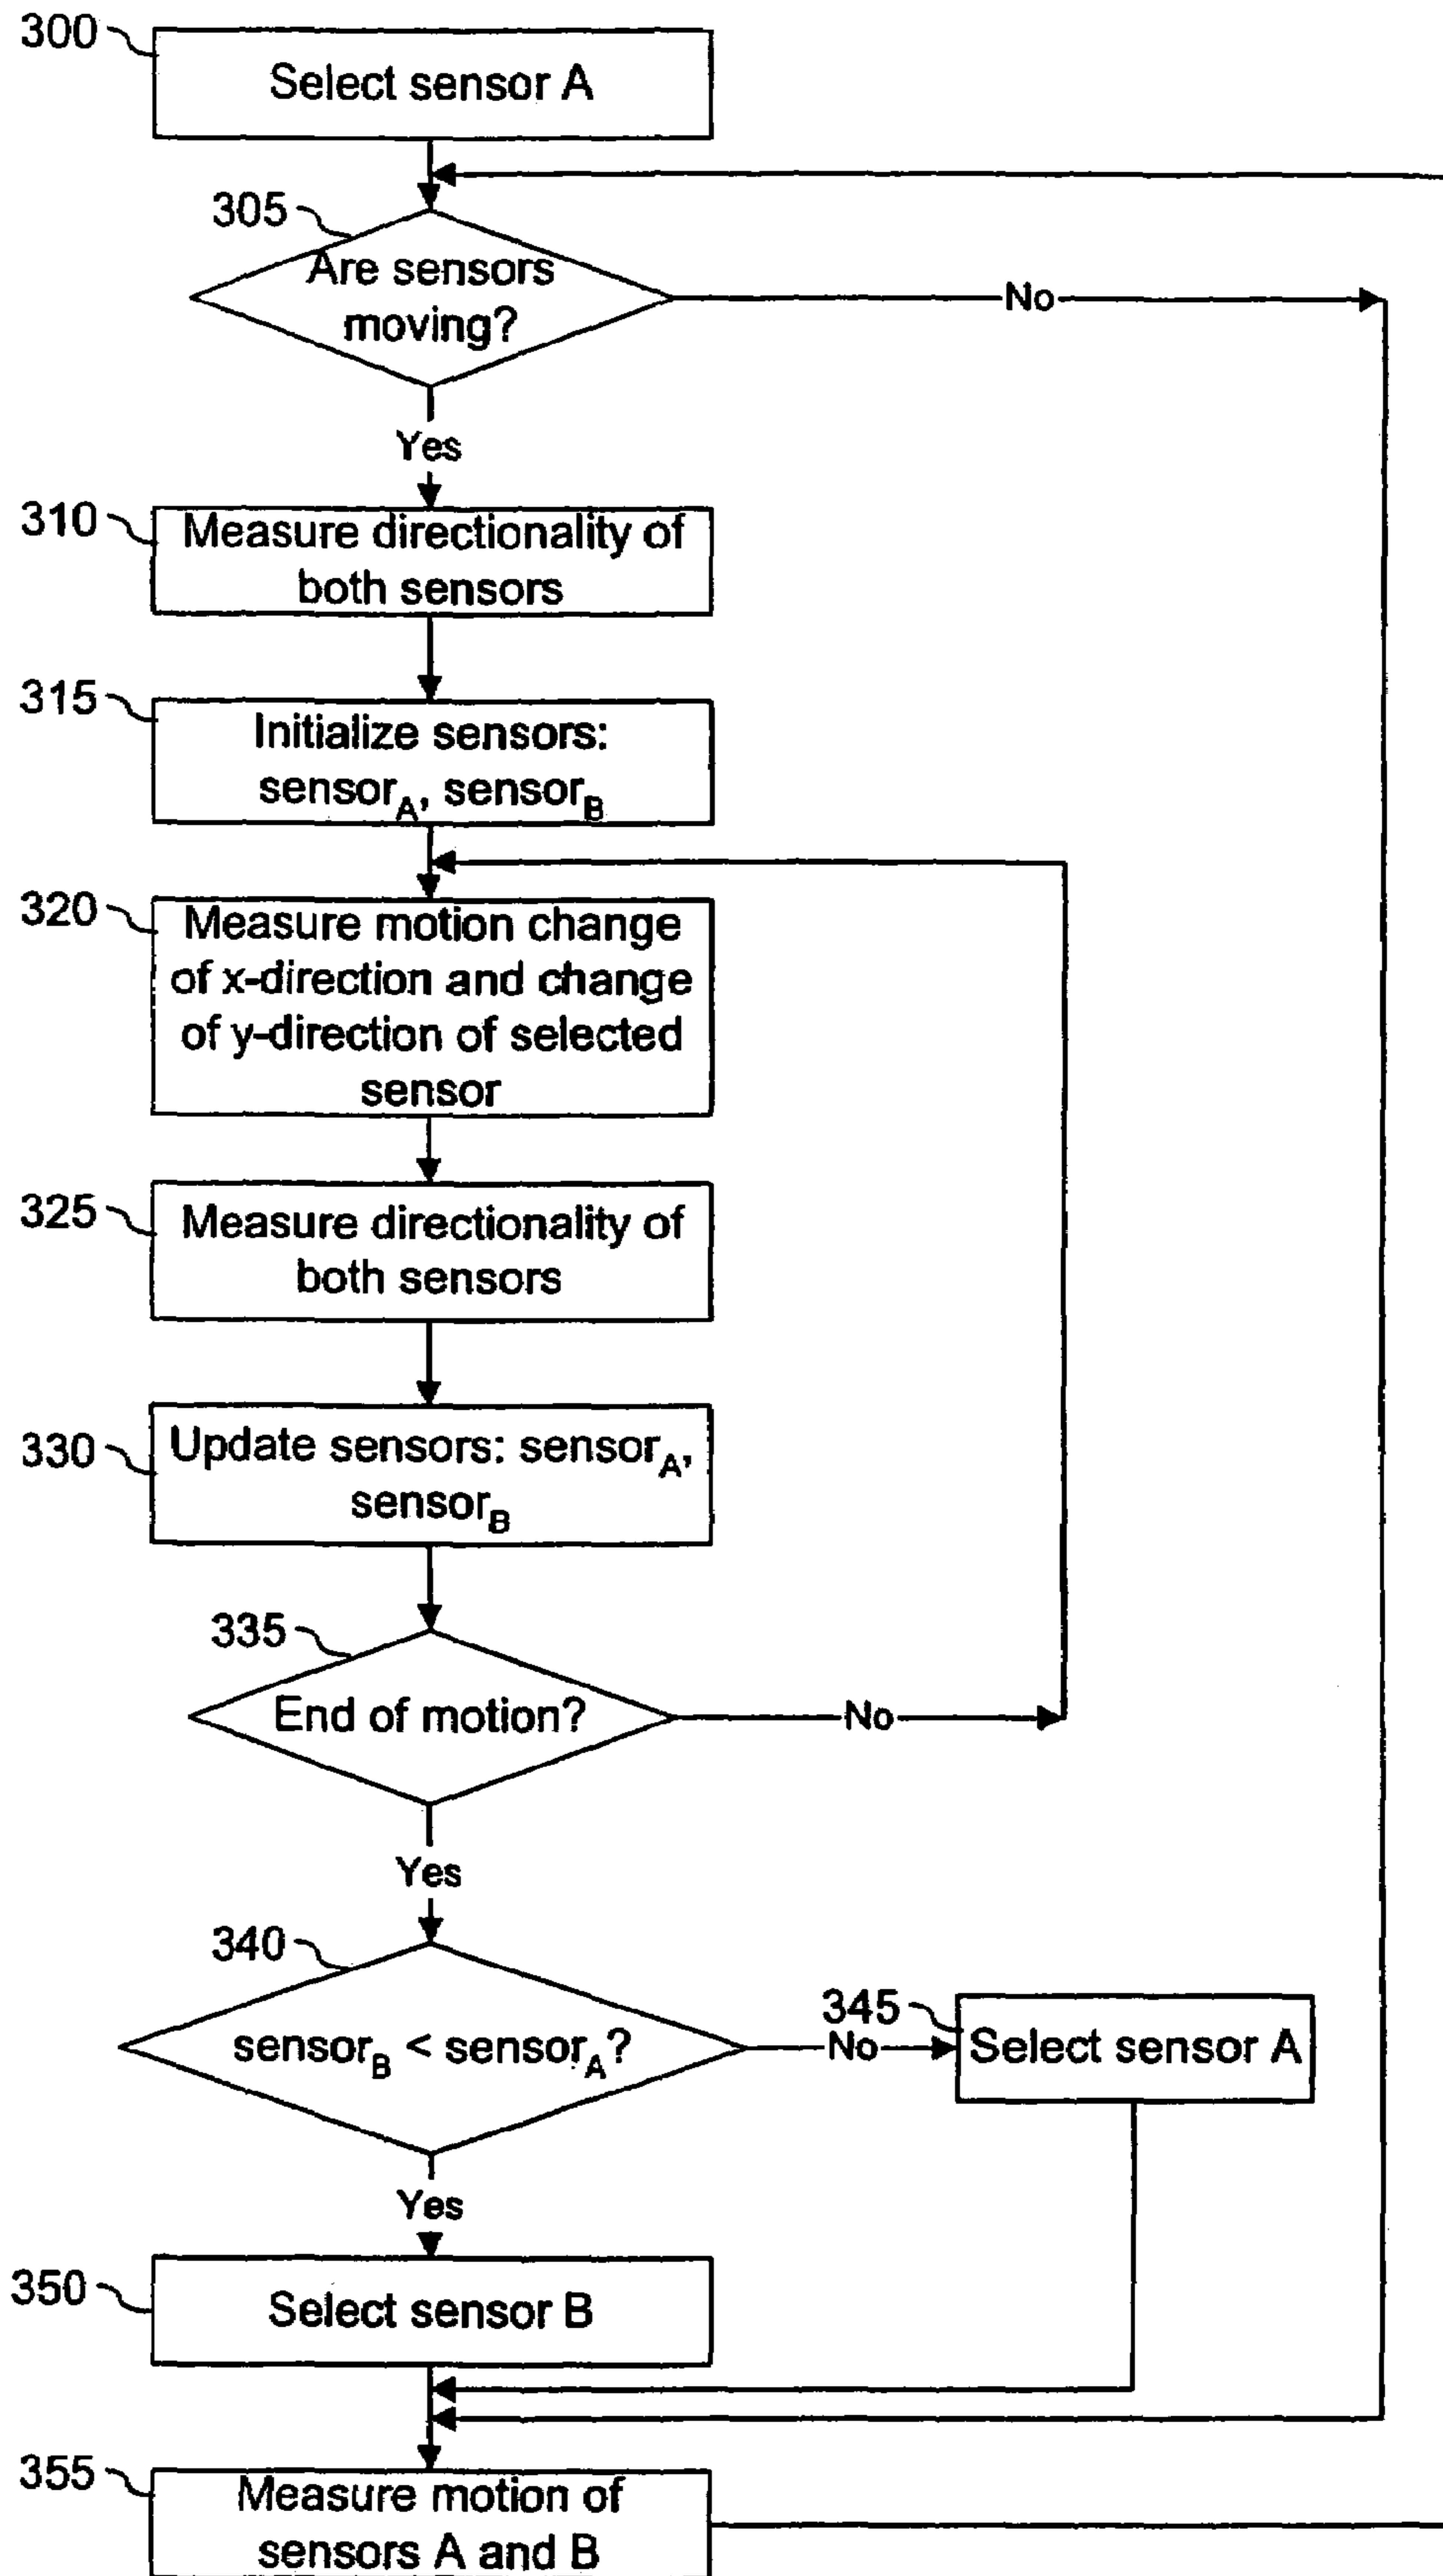 300
Select sensor A
305
Are sensors
moving?
No
Yes
310
Measure directionality of
both sensors
315
Initialize sensors:
sensorA, sensorB
320
Measure motion change
of x-direction and change
of y-direction of selected
sensor
325
Measure directionality of
both sensors
330
Update sensors: sensorA,
sensorB
335
End of motion?
No
Yes
340
sensorB < sensorA?
No
345
Select sensor A
Yes
350
Select sensor B
355
Measure motion of
sensors A and B